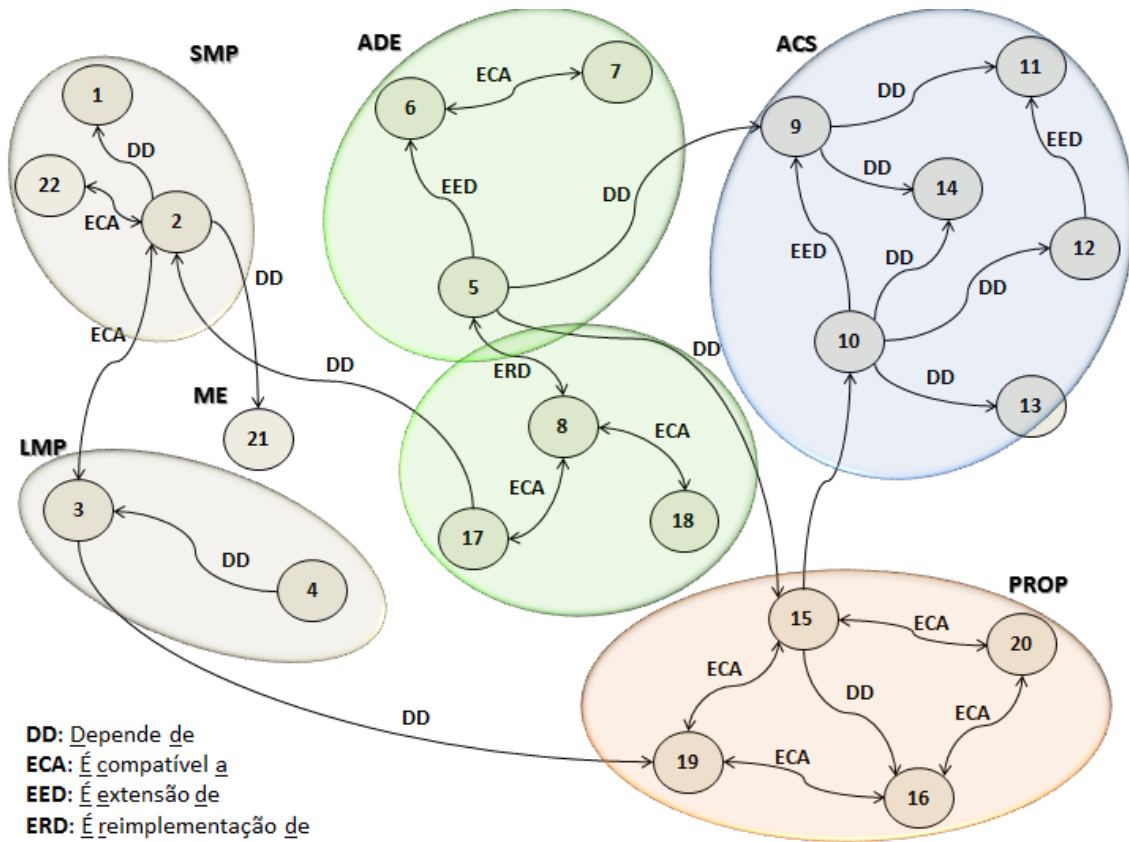 SMP
ADE
ACS
1
DD
22
ECA
2
DD
ECA
6
ECA
7
EED
DD
5
9
DD
11
EED
DD
14
EED
DD
12
DD
10
DD
13
DD
ERD
DD
ME
21
LMP
3
DD
4
8
ECA
ECA
17
18
PROP
15
ECA
20
ECA
DD
ECA
DD
19
ECA
16
DD: Depende de
ECA: É compatível a
EED: É extensão de
ERD: É reimplementação de